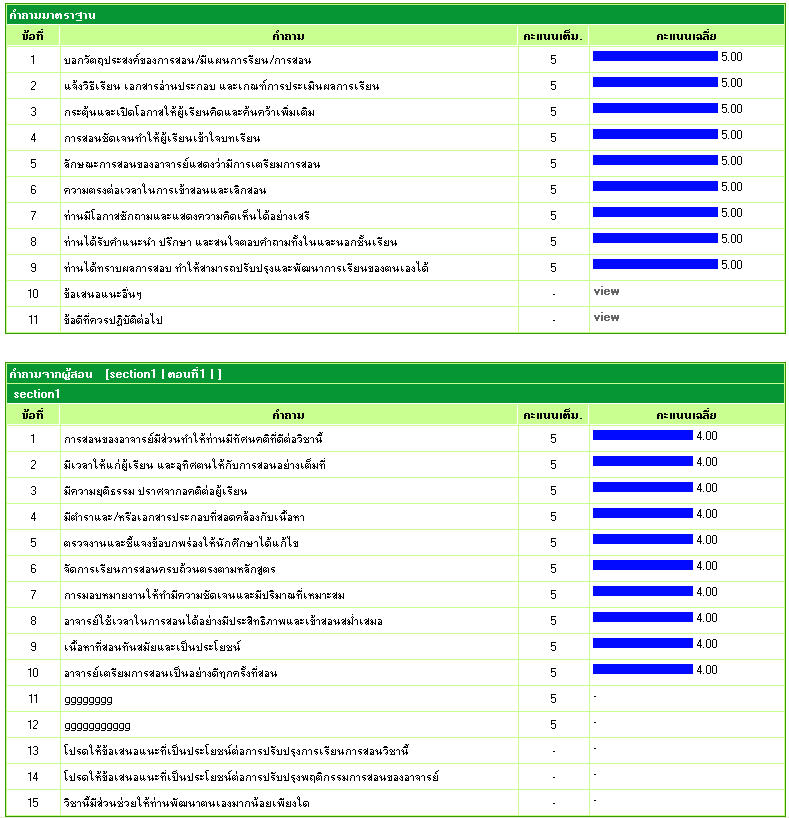 คำถามมาตราฐาน
ข้อที่ คำถาม คะแนนเต็ม. คะแนนเฉลี่ย
1 บอกวัตถุประสงค์ของการสอน/มีแผนการเรียน/การสอน 5 5.00
2 แจ้งวิธีเรียน เอกสารอ่านประกอบ และเกณฑ์การประเมินผลการเรียน 5 5.00
3 กระตุ้นและเปิดโอกาสให้ผู้เรียนคิดและค้นคว้าเพิ่มเติม 5 5.00
4 การสอนชัดเจนทำให้ผู้เรียนเข้าใจบทเรียน 5 5.00
5 ลักษณะการสอนของอาจารย์แสดงว่ามีการเตรียมการสอน 5 5.00
6 ความตรงต่อเวลาในการเข้าสอนและเลิกสอน 5 5.00
7 ท่านมีโอกาสซักถามและแสดงความคิดเห็นได้อย่างเสรี 5 5.00
8 ท่านได้รับคำแนะนำ ปรึกษา และสนใจตอบคำถามทั้งในและนอกชั้นเรียน 5 5.00
9 ท่านได้ทราบผลการสอบ ทำให้สามารถปรับปรุงและพัฒนาการเรียนของตนเองได้ 5 5.00
10 ข้อเสนอแนะอื่นๆ - view
11 ข้อดีที่ควรปฏิบัติต่อไป - view
คำถามจากผู้สอน [section1 | ตอนที่1 | ]
section1
ข้อที่ คำถาม คะแนนเต็ม. คะแนนเฉลี่ย
1 การสอนของอาจารย์มีส่วนทำให้ท่านมีทัศนคติที่ดีต่อวิชานี้ 5 4.00
2 มีเวลาให้แก่ผู้เรียน และอุทิศตนให้กับการสอนอย่างเต็มที่ 5 4.00
3 มีความยุติธรรม ปราศจากอคติต่อผู้เรียน 5 4.00
4 มีตำราและ/หรือเอกสารประกอบที่สอดคล้องกับเนื้อหา 5 4.00
5 ตรวจงานและชี้แจงข้อบกพร่องให้นักศึกษาได้แก้ไข 5 4.00
6 จัดการเรียนการสอนครบถ้วนตรงตามหลักสูตร 5 4.00
7 การมอบหมายงานให้ทำมีความชัดเจนและมีปริมาณที่เหมาะสม 5 4.00
8 อาจารย์ใช้เวลาในการสอนได้อย่างมีประสิทธิภาพและเข้าสอนสม่ำเสมอ 5 4.00
9 เนื้อหาที่สอนทันสมัยและเป็นประโยชน์ 5 4.00
10 อาจารย์เตรียมการสอนเป็นอย่างดีทุกครั้งที่สอน 5 4.00
11 gggggggg 5 -
12 ggggggggggg 5 -
13 โปรดให้ข้อเสนอแนะที่เป็นประโยชน์ต่อการปรับปรุงการเรียนการสอนวิชานี้ - -
14 โปรดให้ข้อเสนอแนะที่เป็นประโยชน์ต่อการปรับปรุงพฤติกรรมการสอนของอาจารย์ - -
15 วิชานี้มีส่วนช่วยให้ท่านพัฒนาตนเองมากน้อยเพียงใด - -